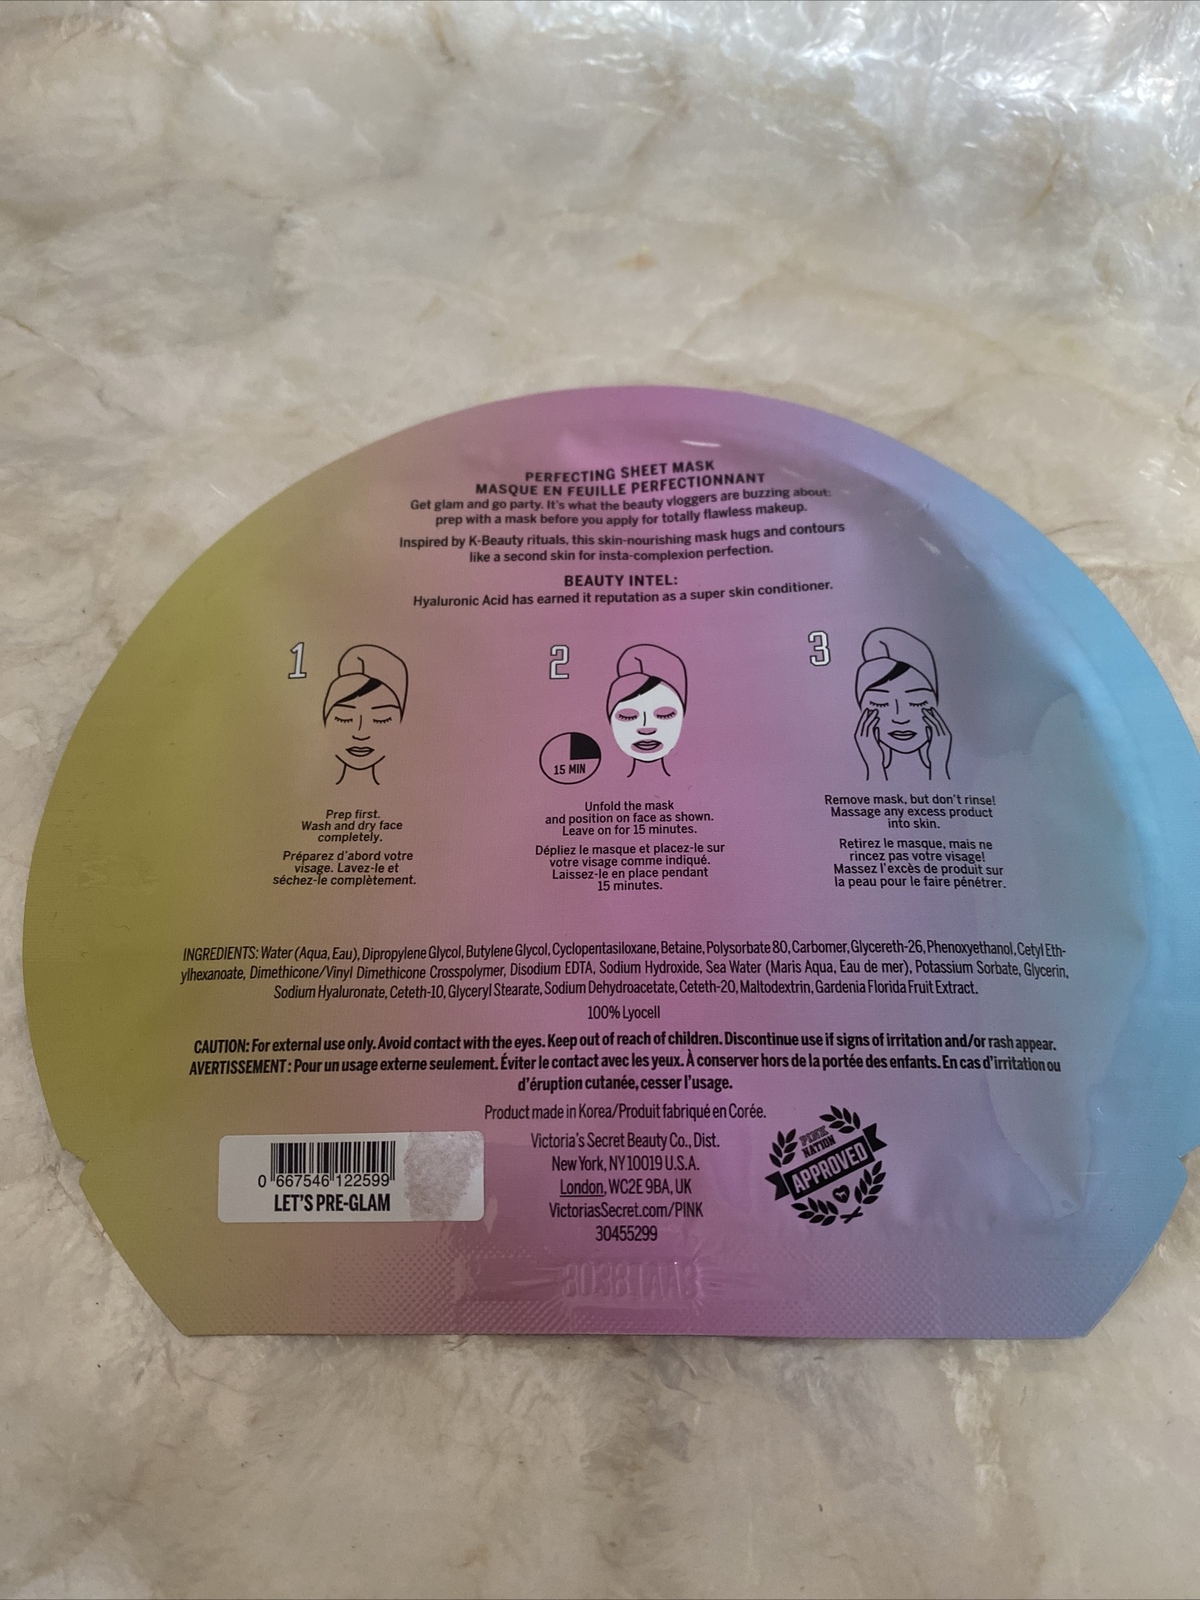 PERFECTING SHEET MASK
MASQUE EN FEUILLE PERFECTIONNANT
Get glam and go party. It's what the beauty vloggers are buzzing about:
prep with a mask before you apply for totally flawless makeup.
Inspired by K-Beauty rituals, this skin-nourishing mask hugs and contours
like a second skin for insta-complexion perfection.
BEAUTY INTEL:
Hyaluronic Acid has earned it reputation as a super skin conditioner.
1
Prep first.
Wash and dry face
completely.
Préparez d'abord votre
visage. Lavez-le et
séchez-le complètement.
2
15 MIN
Unfold the mask
and position on face as shown.
Leave on for 15 minutes.
Dépliez le masque et placez-le sur
votre visage comme indiqué.
Laissez-le en place pendant
15 minutes.
3
Remove mask, but don't rinse!
Massage any excess product
into skin.
Retirez le masque, mais ne
rincez pas votre visage!
Massez l'excès de produit sur
la peau pour le faire pénétrer.
INGREDIENTS: Water (Aqua, Eau), Dipropylene Glycol, Butylene Glycol, Cyclopentasiloxane, Betaine, Polysorbate 80, Carbomer, Glycereth-26, Phenoxyethanol, Cetyl Eth-
ylhexanoate, Dimethicone/Vinyl Dimethicone Crosspolymer, Disodium EDTA, Sodium Hydroxide, Sea Water (Maris Aqua, Eau de mer), Potassium Sorbate, Glycerin,
Sodium Hyaluronate, Ceteth-10, Glyceryl Stearate, Sodium Dehydroacetate, Ceteth-20, Maltodextrin, Gardenia Florida Fruit Extract.
100% Lyocell
CAUTION: For external use only. Avoid contact with the eyes. Keep out of reach of children. Discontinue use if signs of irritation and/or rash appear.
AVERTISSEMENT : Pour un usage externe seulement. Éviter le contact avec les yeux. À conserver hors de la portée des enfants. En cas d'irritation ou
d'éruption cutanée, cesser l'usage.
Product made in Korea/Produit fabriqué en Corée.
Victoria's Secret Beauty Co., Dist.
New York, NY 10019 U.S.A.
London, WC2E 9BA, UK
VictoriasSecret.com/PINK
30455299
0 667546 122599
LET'S PRE-GLAM
PINK
NATION
APPROVED